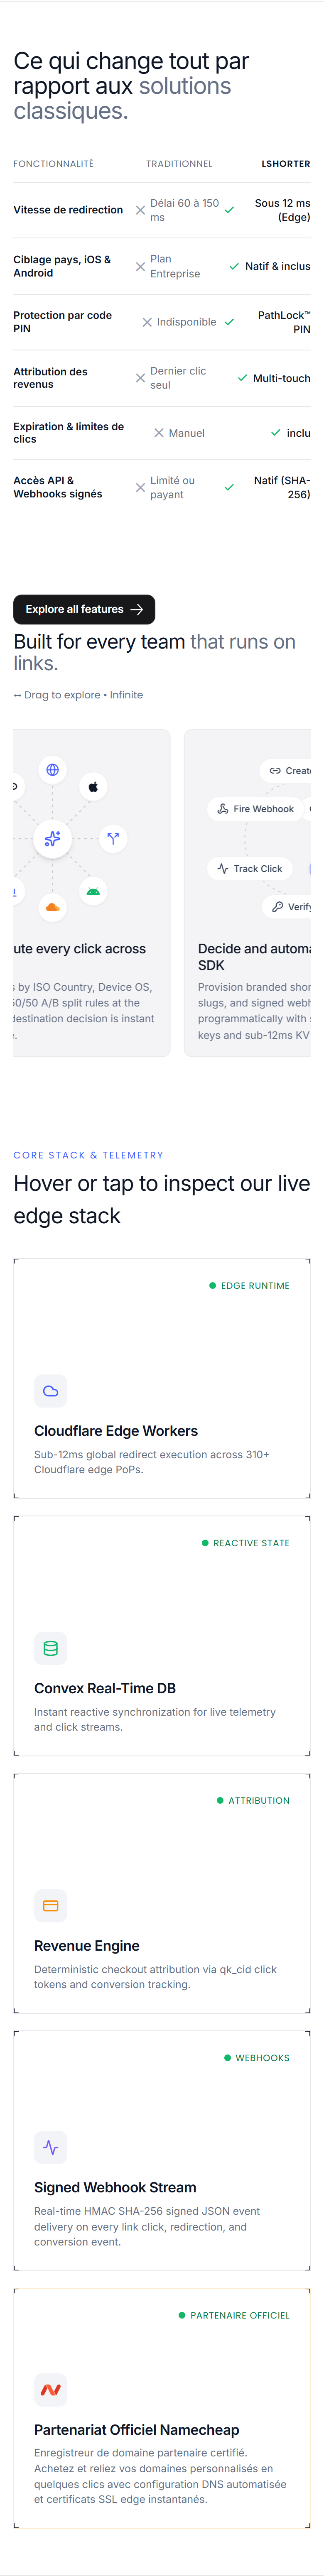 Ce qui change tout par
rapport aux solutions
classiques.
FONCTIONNALITÉ TRADITIONNEL LSHORTER
Vitesse de redirection Délai 60 à 150 ms Sous 12 ms (Edge)
Ciblage pays, iOS & Android Plan Entreprise Natif & inclus
Protection par code PIN Indisponible PathLock™ PIN
Attribution des revenus Dernier clic seul Multi-touch
Expiration & limites de clics Manuel inclu
Accès API & Webhooks signés Limité ou payant Natif (SHA-256)
Explore all features →
Built for every team that runs on
links.
↔ Drag to explore • Infinite
ute every click across
s by ISO Country, Device OS,
50/50 A/B split rules at the
destination decision is instant
Create
Fire Webhook
Track Click
Verify
Decide and automa
SDK
Provision branded shor
slugs, and signed webh
programmatically with
keys and sub-12ms KV
CORE STACK & TELEMETRY
Hover or tap to inspect our live
edge stack
EDGE RUNTIME
Cloudflare Edge Workers
Sub-12ms global redirect execution across 310+
Cloudflare edge PoPs.
REACTIVE STATE
Convex Real-Time DB
Instant reactive synchronization for live telemetry
and click streams.
ATTRIBUTION
Revenue Engine
Deterministic checkout attribution via qk_cid click
tokens and conversion tracking.
WEBHOOKS
Signed Webhook Stream
Real-time HMAC SHA-256 signed JSON event
delivery on every link click, redirection, and
conversion event.
PARTENAIRE OFFICIEL
Partenariat Officiel Namecheap
Enregistreur de domaine partenaire certifié.
Achetez et reliez vos domaines personnalisés en
quelques clics avec configuration DNS automatisée
et certificats SSL edge instantanés.